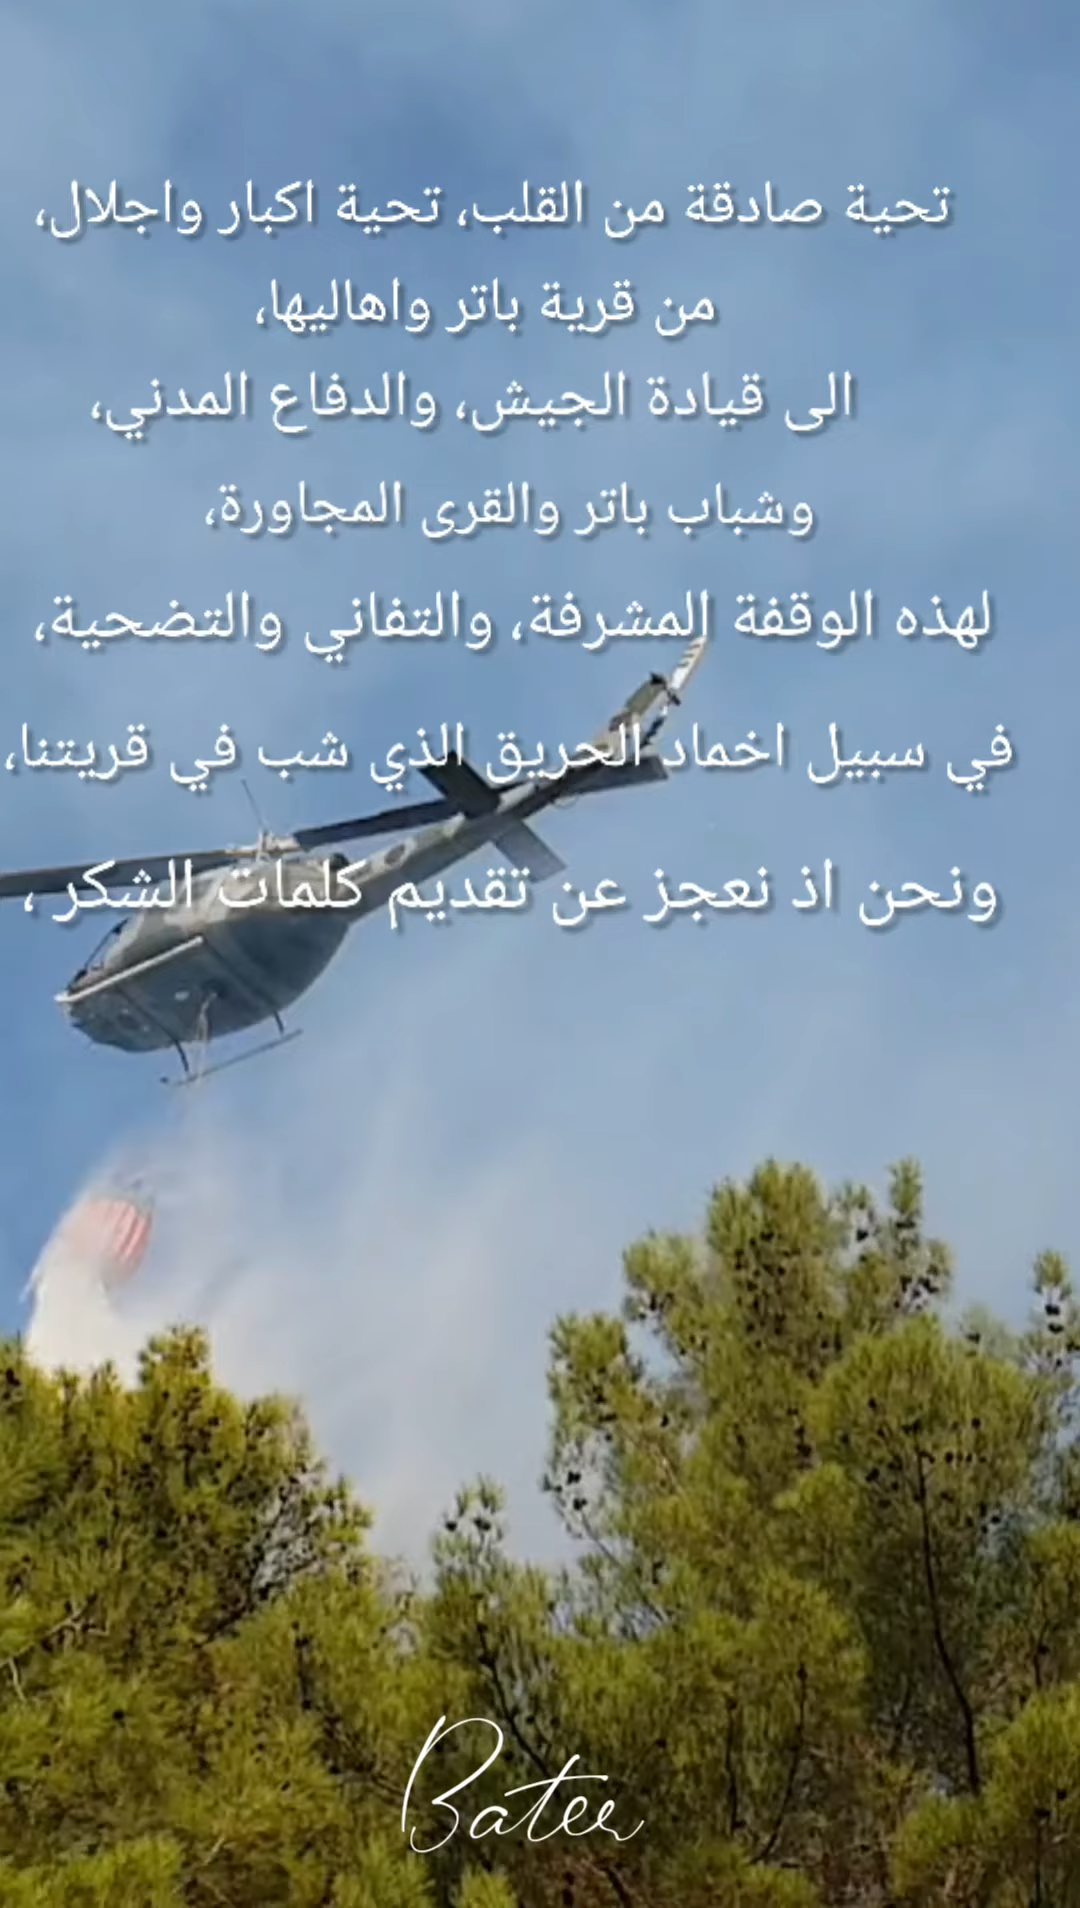 تحية صادقة من القلب، تحية اكبار واجلال،
من قرية باتر واهاليها،
الى قيادة الجيش، والدفاع المدني،
وشباب باتر والقرى المجاورة،
لهذه الوقفة المشرفة، والتفاني والتضحية،
في سبيل اخماد الحريق الذي شب في قريتنا،
ونحن اذ نعجز عن تقديم كلمات الشكر،
Bater